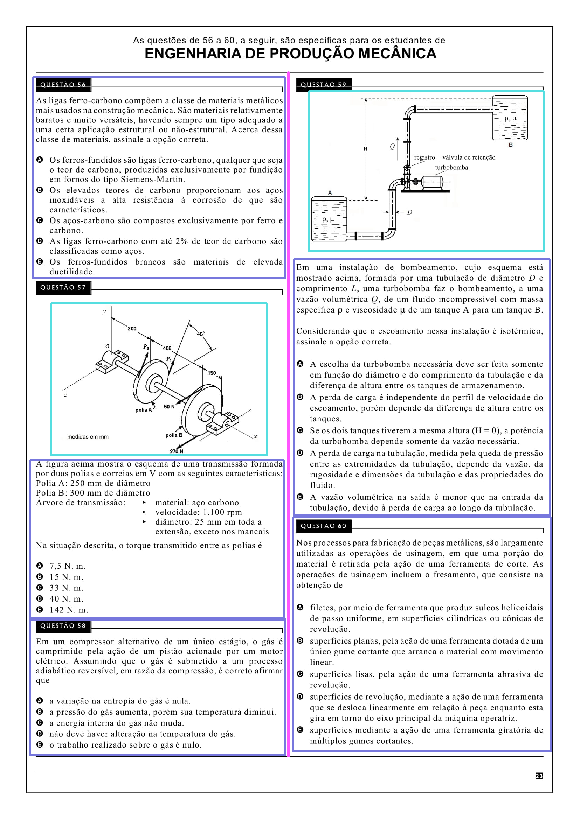 As questões de 56 a 60, a seguir, são específicas para os estudantes de
ENGENHARIA DE PRODUÇÃO MECÂNICA
QUESTÃO 56
As ligas ferro-carbono compõem a classe de materiais metálicos
mais usados na construção mecânica. São materiais relativamente
baratos e muito versáteis, havendo sempre um tipo adequado a
uma certa aplicação estrutural ou não-estrutural. Acerca dessa
classe de materiais, assinale a opção correta.
A Os ferros-fundidos são ligas ferro-carbono, qualquer que seja
o teor de carbono, produzidas exclusivamente por fundição
em fornos do tipo Siemens-Martin.
B Os elevados teores de carbono proporcionam aos aços
inoxidáveis a alta resistência à corrosão de que são
característicos.
C Os aços-carbono são compostos exclusivamente por ferro e
carbono.
D As ligas ferro-carbono com até 2% de teor de carbono são
classificadas como aços.
E Os ferros-fundidos brancos são materiais de elevada
ductilidade
QUESTÃO 57
polia A
polia B
medidas em mm
A figura acima mostra o esquema de uma transmissão formada
por duas polias e correias em V com as seguintes características:
Polia A: 250 mm de diâmetro
Polia B: 300 mm de diâmetro
Árvore de transmissão: material: aço carbono
velocidade: 1.100 rpm
diâmetro: 25 mm em toda a
extensão, exceto nos mancais
Na situação descrita, o torque transmitido entre as polias é
A 7,5 N. m.
B 15 N. m.
C 33 N. m.
D 40 N. m.
E 142 N. m.
QUESTÃO 58
Em um compressor alternativo de um único estágio, o gás é
comprimido pela ação de um pistão acionado por um motor
elétrico. Assumindo que o gás é submetido a um processo
adiabático reversível, em razão da compressão, é correto afirmar
que
A a variação na entropia do gás é nula.
B a pressão do gás aumenta, porém sua temperatura diminui.
C a energia interna do gás não muda.
D não deve haver alteração na temperatura do gás.
E o trabalho realizado sobre o gás é nulo.
QUESTÃO 59
H
Q
B
registro
válvula de retenção
turbobomba
A
D
Em uma instalação de bombeamento, cujo esquema está
mostrado acima, formada por uma tubulação de diâmetro D e
comprimento L, uma turbobomba faz o bombeamento, a uma
vazão volumétrica Q, de um fluido incompressível com massa
específica ρ e viscosidade μ de um tanque A para um tanque B.
Considerando que o escoamento nessa instalação é isotérmico,
assinale a opção correta.
A A escolha da turbobomba necessária deve ser feita somente
em função do diâmetro e do comprimento da tubulação e da
diferença de altura entre os tanques de armazenamento.
B A perda de carga é independente do perfil de velocidade do
escoamento, porém depende da diferença de altura entre os
tanques.
C Se os dois tanques tiverem a mesma altura (H = 0), a potência
da turbobomba depende somente da vazão necessária.
D A perda de carga na tubulação, medida pela queda de pressão
entre as extremidades da tubulação, depende da vazão, da
rugosidade e dimensões da tubulação e das propriedades do
fluido.
E A vazão volumétrica na saída é menor que na entrada da
tubulação, devido à perda de carga ao longo da tubulação.
QUESTÃO 60
Nos processos para fabricação de peças metálicas, são largamente
utilizadas as operações de usinagem, em que uma porção do
material é retirada pela ação de uma ferramenta de corte. As
operações de usinagem incluem o fresamento, que consiste na
obtenção de
A filetes, por meio de ferramenta que produz sulcos helicoidais
de passo uniforme, em superfícies cilíndricas ou cônicas de
revolução.
B superfícies planas, pela ação de uma ferramenta dotada de um
único gume cortante que arranca o material com movimento
linear.
C superfícies lisas, pela ação de uma ferramenta abrasiva de
revolução.
D superfícies de revolução, mediante a ação de uma ferramenta
que se desloca linearmente em relação à peça enquanto esta
gira em torno do eixo principal da máquina operatriz.
E superfícies mediante a ação de uma ferramenta giratória de
múltiplos gumes cortantes.